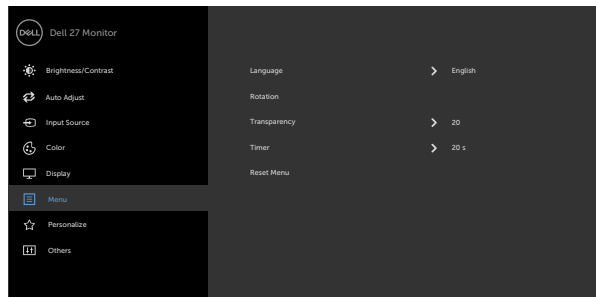 DELL Dell 27 Monitor
Brightness/Contrast
Auto Adjust
Input Source
Color
Display
Menu
Personalize
Others
Language English
Rotation
Transparency 20
Timer 20 s
Reset Menu